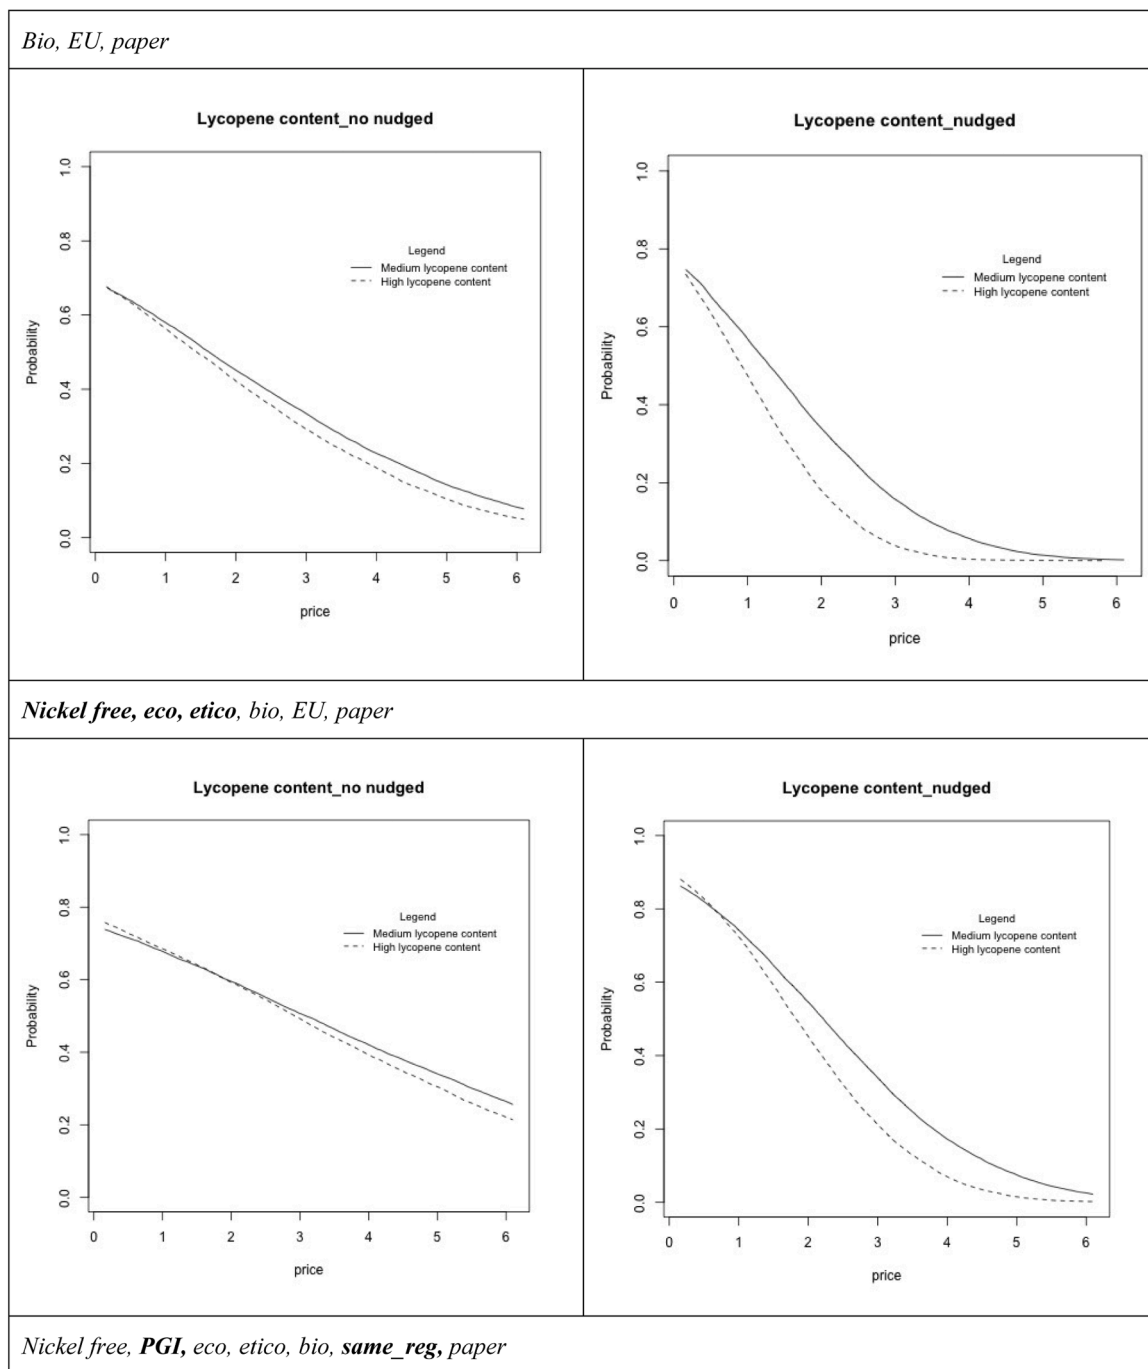 Bio, EU, paper
Lycopene content_no nudged
1.0
0.8
0.6
0.4
0.2
0.0
Probability
Legend
Medium lycopene content
High lycopene content
0 1 2 3 4 5 6
price
Lycopene content_nudged
1.0
0.8
0.6
0.4
0.2
0.0
Probability
Legend
Medium lycopene content
High lycopene content
0 1 2 3 4 5 6
price
Nickel free, eco, etico, bio, EU, paper
Lycopene content_no nudged
1.0
0.8
0.6
0.4
0.2
0.0
Probability
Legend
Medium lycopene content
High lycopene content
0 1 2 3 4 5 6
price
Lycopene content_nudged
1.0
0.8
0.6
0.4
0.2
0.0
Probability
Legend
Medium lycopene content
High lycopene content
0 1 2 3 4 5 6
price
Nickel free, PGI, eco, etico, bio, same_reg, paper